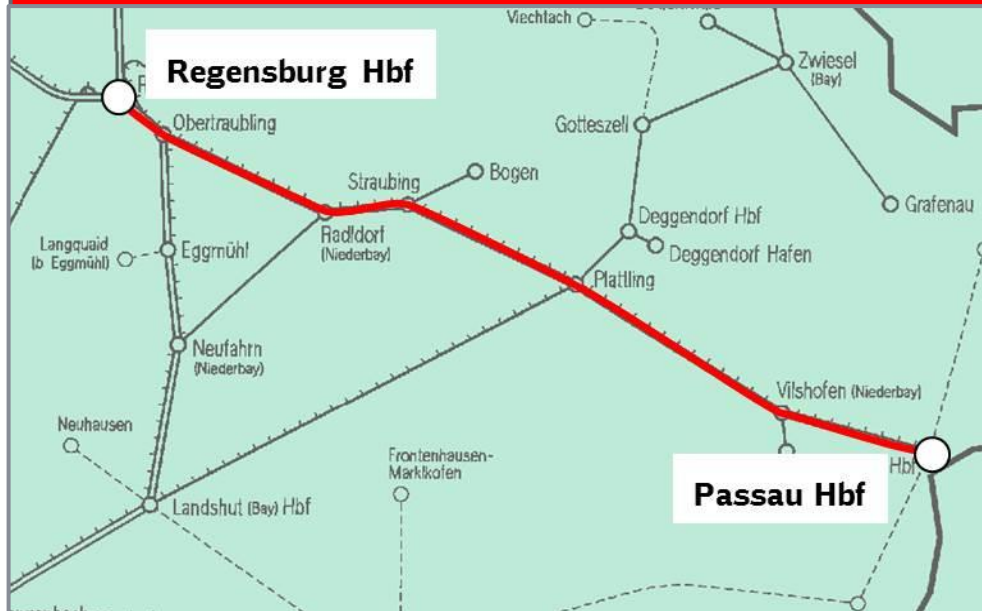 Viechtach
Zwiesel
(Bay)
Regensburg Hbf
Obertraubling
Gotteszell
Straubing
Bogen
Grafenau
Radldorf
(Niederbay)
Deggendorf Hbf
Langquaid
(b Eggmühl)
Eggmühl
Deggendorf Hafen
Plattling
Neufahrn
(Niederbay)
Vilshofen (Niederbay)
Neuhausen
Frontenhausen-
Marklkofen
Hbf
Passau Hbf
Landshut (Bay) Hbf